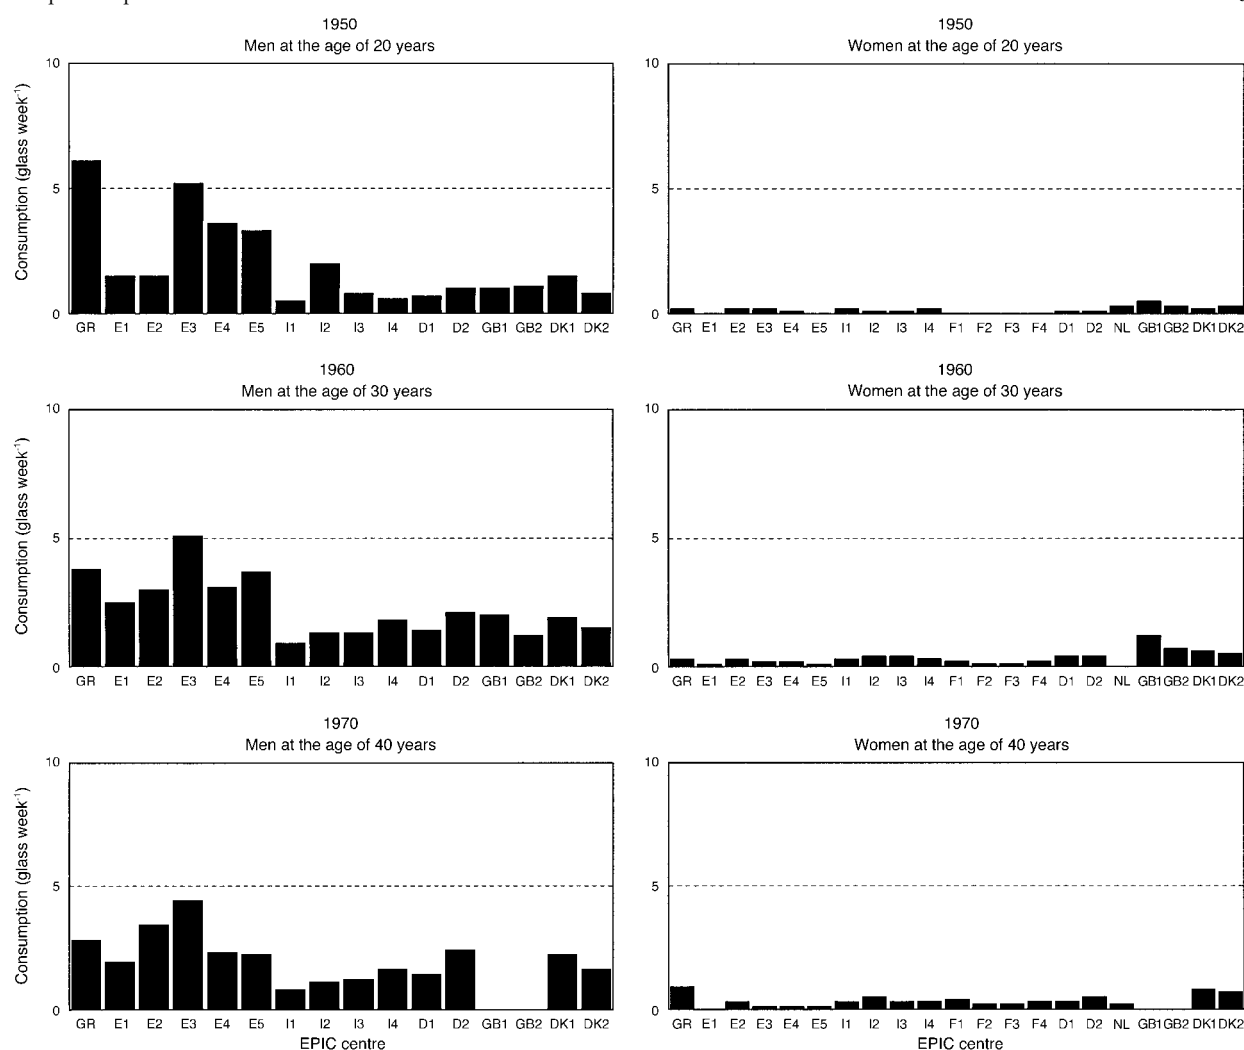 1950
Men at the age of 20 years
10
5
0
Consumption (glass week⁻¹)
GR E1 E2 E3 E4 E5 I1 I2 I3 I4 D1 D2 GB1 GB2 DK1 DK2
1950
Women at the age of 20 years
10
5
0
GR E1 E2 E3 E4 E5 I1 I2 I3 I4 F1 F2 F3 F4 D1 D2 NL GB1 GB2 DK1 DK2
1960
Men at the age of 30 years
10
5
0
Consumption (glass week⁻¹)
GR E1 E2 E3 E4 E5 I1 I2 I3 I4 D1 D2 GB1 GB2 DK1 DK2
1960
Women at the age of 30 years
10
5
0
GR E1 E2 E3 E4 E5 I1 I2 I3 I4 F1 F2 F3 F4 D1 D2 NL GB1 GB2 DK1 DK2
1970
Men at the age of 40 years
10
5
0
Consumption (glass week⁻¹)
GR E1 E2 E3 E4 E5 I1 I2 I3 I4 D1 D2 GB1 GB2 DK1 DK2
EPIC centre
1970
Women at the age of 40 years
10
5
0
GR E1 E2 E3 E4 E5 I1 I2 I3 I4 F1 F2 F3 F4 D1 D2 NL GB1 GB2 DK1 DK2
EPIC centre